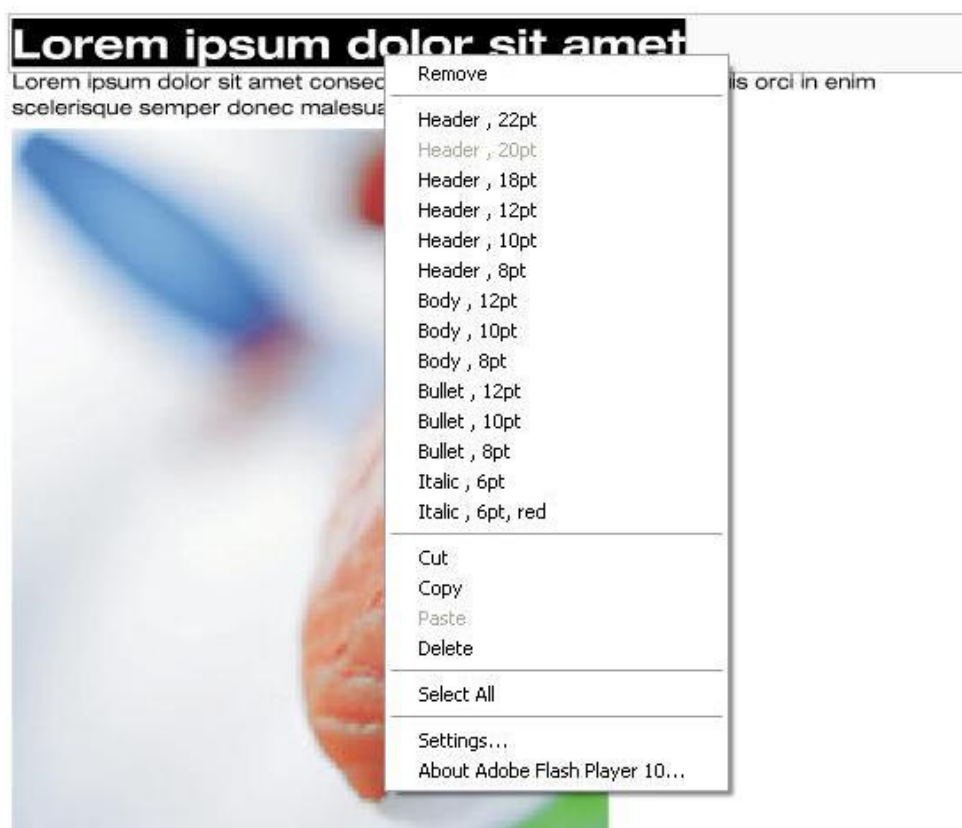 Lorem ipsum dolor sit amet
Lorem ipsum dolor sit amet
scelerisque semper donec
orci in enim
Remove
Header , 22pt
Header , 20pt
Header , 18pt
Header , 12pt
Header , 10pt
Header , 8pt
Body , 12pt
Body , 10pt
Body , 8pt
Bullet , 12pt
Bullet , 10pt
Bullet , 8pt
Italic , 6pt
Italic , 6pt, red
Cut
Copy
Paste
Delete
Select All
Settings...
About Adobe Flash Player 10...